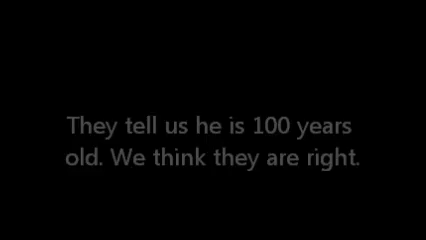 They tell us he is 100 years
old. We think they are right.